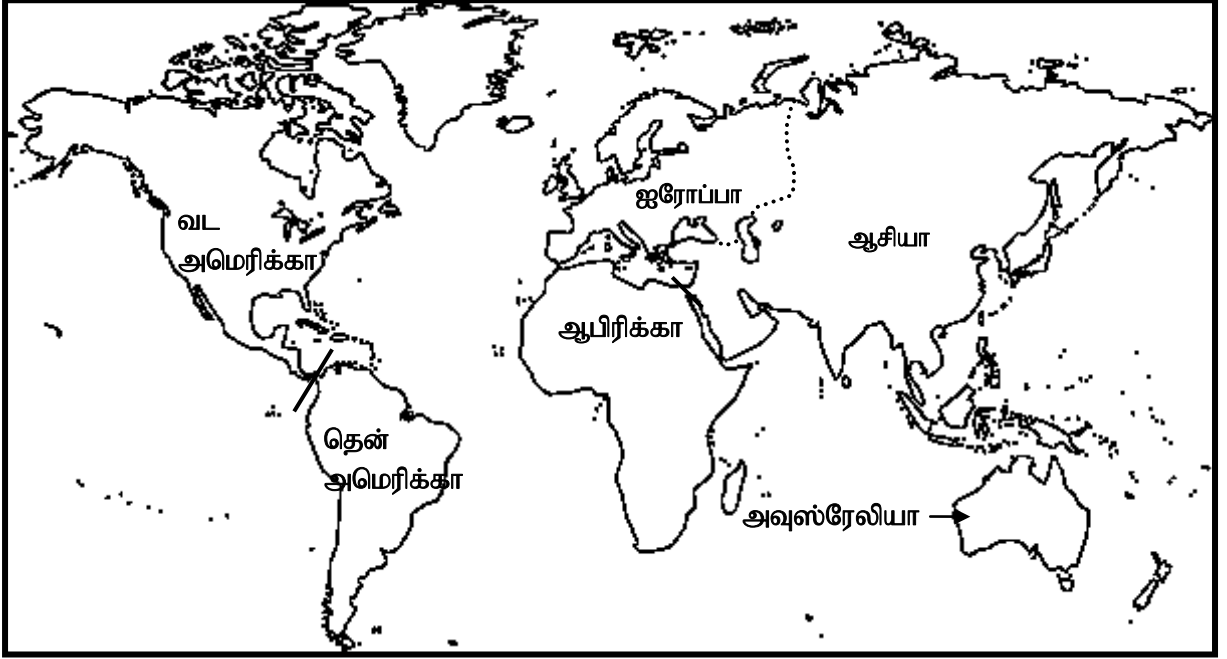 வட
அமெரிக்கா
ஐரோப்பா
ஆசியா
ஆபிரிக்கா
தென்
அமெரிக்கா
அவுஸ்ரேலியா